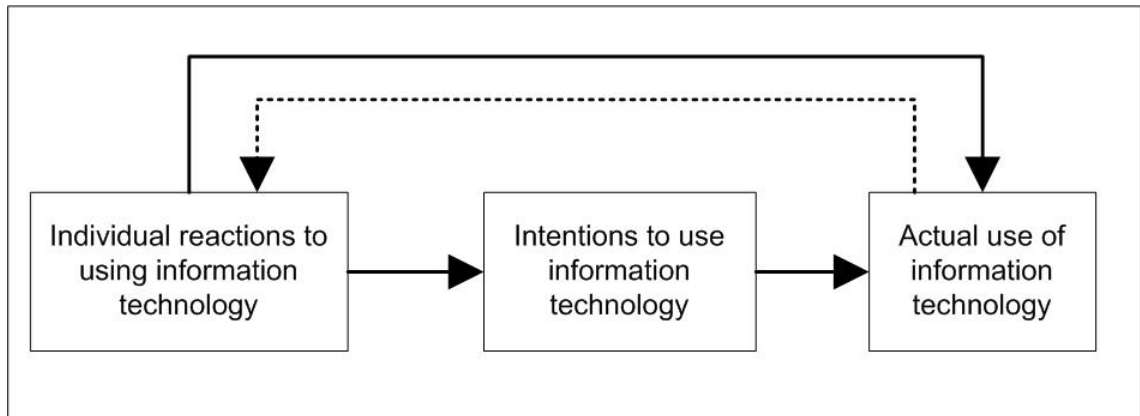 Individual reactions to
using information
technology
Intentions to use
information
technology
Actual use of
information
technology